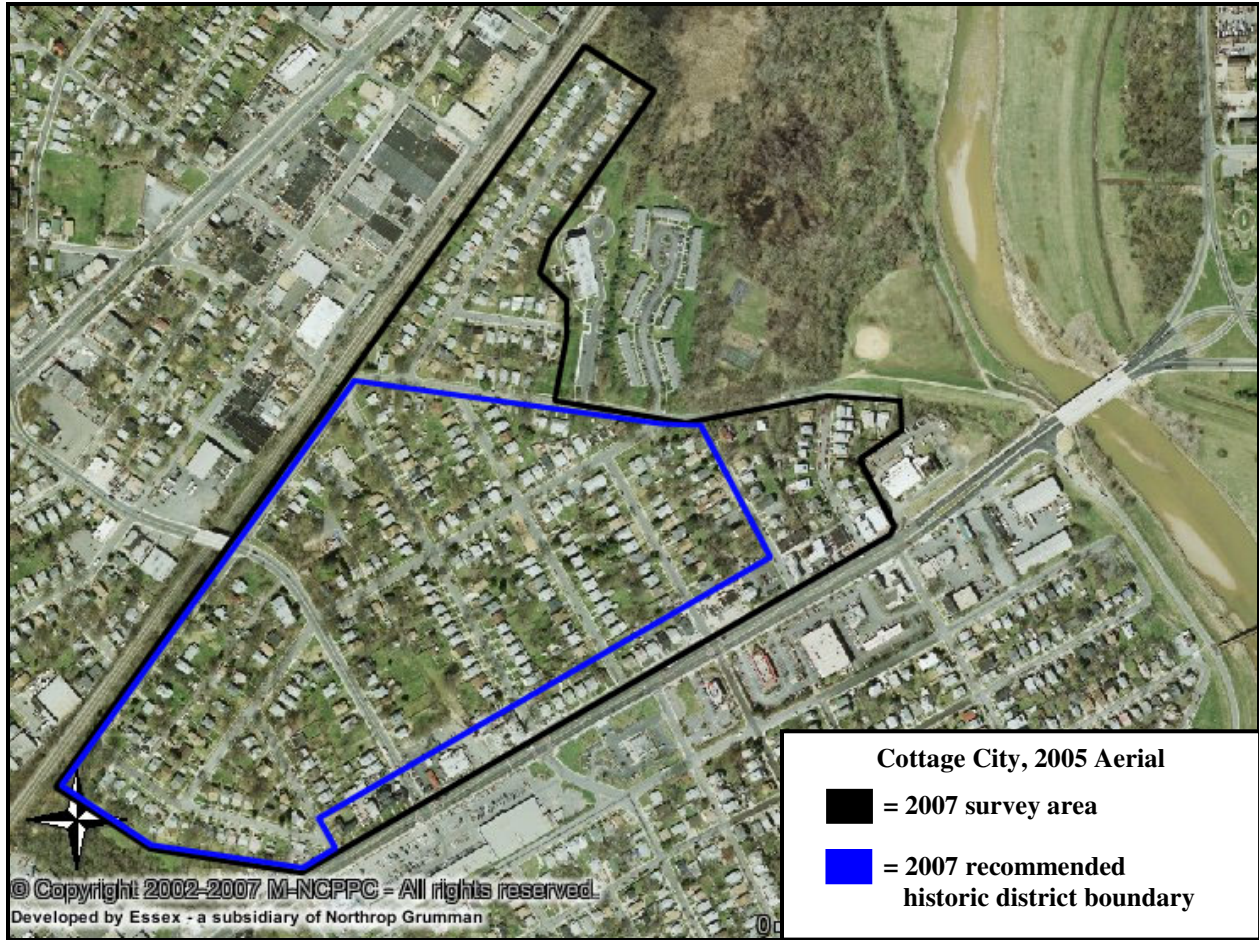 Cottage City, 2005 Aerial
= 2007 survey area
= 2007 recommended
historic district boundary
© Copyright 2002-2007 M-NCPPC - All rights reserved.
Developed by Essex - a subsidiary of Northrop Grumman
0